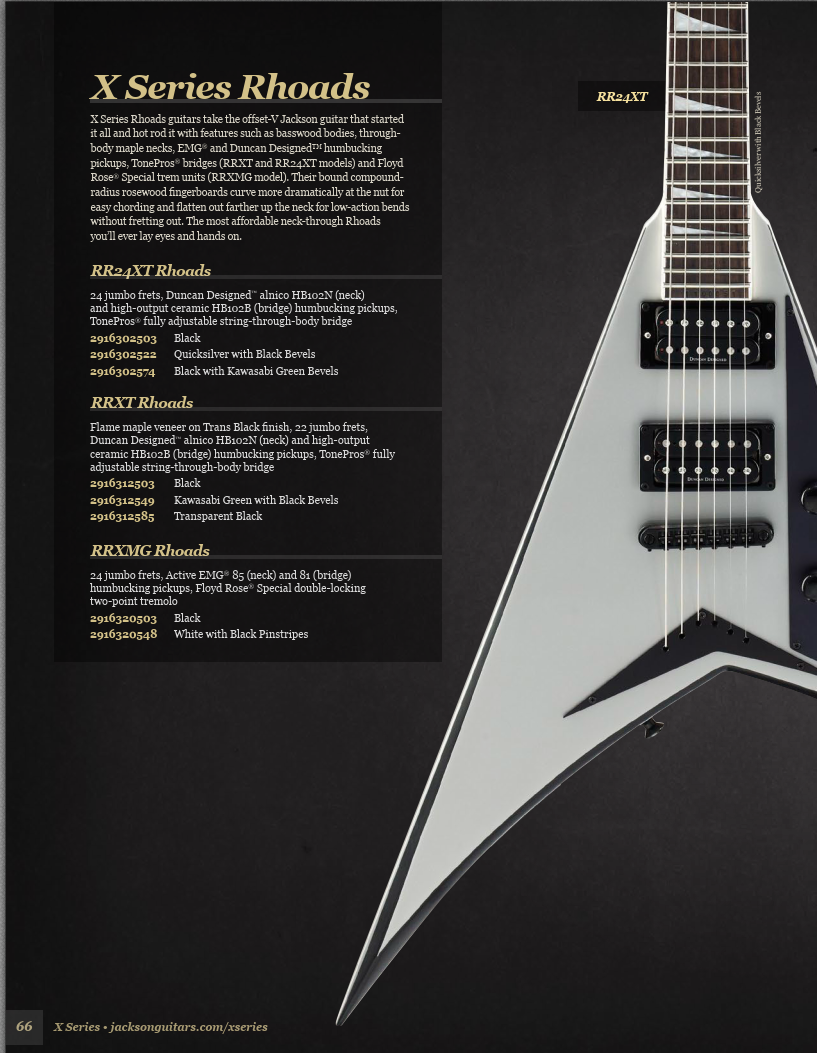 X Series Rhoads
X Series Rhoads guitars take the offset-V Jackson guitar that started
it all and hot rod it with features such as basswood bodies, through-
body maple necks, EMG® and Duncan Designed™ humbucking
pickups, TonePros® bridges (RRXT and RR24XT models) and Floyd
Rose® Special trem units (RRXMG model). Their bound compound-
radius rosewood fingerboards curve more dramatically at the nut for
easy chording and flatten out farther up the neck for low-action bends
without fretting out. The most affordable neck-through Rhoads
you'll ever lay eyes and hands on.
RR24XT Rhoads
24 jumbo frets, Duncan Designed™ alnico HB102N (neck)
and high-output ceramic HB102B (bridge) humbucking pickups,
TonePros® fully adjustable string-through-body bridge
2916302503 Black
2916302522 Quicksilver with Black Bevels
2916302574 Black with Kawasabi Green Bevels
RRXT Rhoads
Flame maple veneer on Trans Black finish, 22 jumbo frets,
Duncan Designed™ alnico HB102N (neck) and high-output
ceramic HB102B (bridge) humbucking pickups, TonePros® fully
adjustable string-through-body bridge
2916312503 Black
2916312549 Kawasabi Green with Black Bevels
2916312585 Transparent Black
RRXMG Rhoads
24 jumbo frets, Active EMG® 85 (neck) and 81 (bridge)
humbucking pickups, Floyd Rose® Special double-locking
two-point tremolo
2916320503 Black
2916320548 White with Black Pinstripes
RR24XT
Quicksilver with Black Bevels
DUNCAN DESIGNED
DUNCAN DESIGNED
66 X Series • jacksonguitars.com/xseries